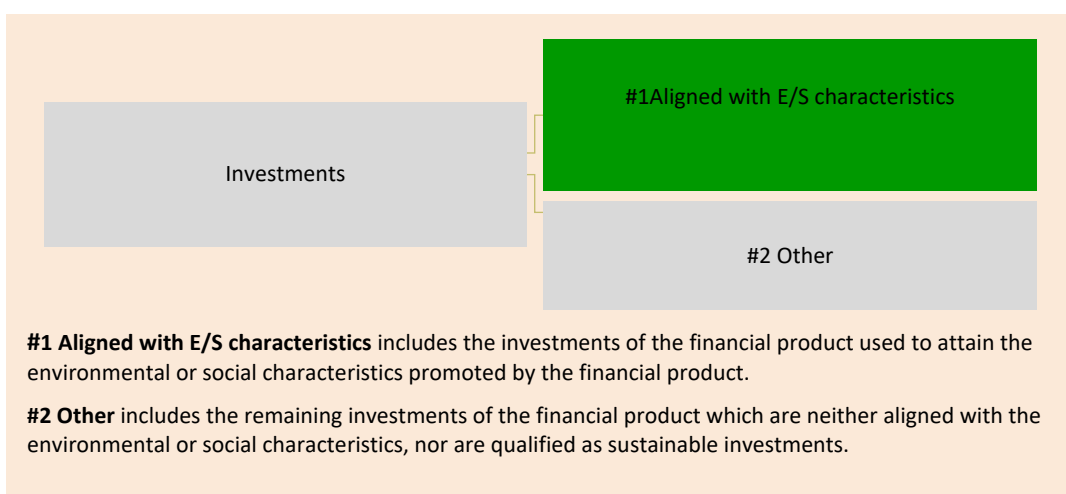 #1Aligned with E/S characteristics
Investments
#2 Other
#1 Aligned with E/S characteristics includes the investments of the financial product used to attain the
environmental or social characteristics promoted by the financial product.
#2 Other includes the remaining investments of the financial product which are neither aligned with the
environmental or social characteristics, nor are qualified as sustainable investments.